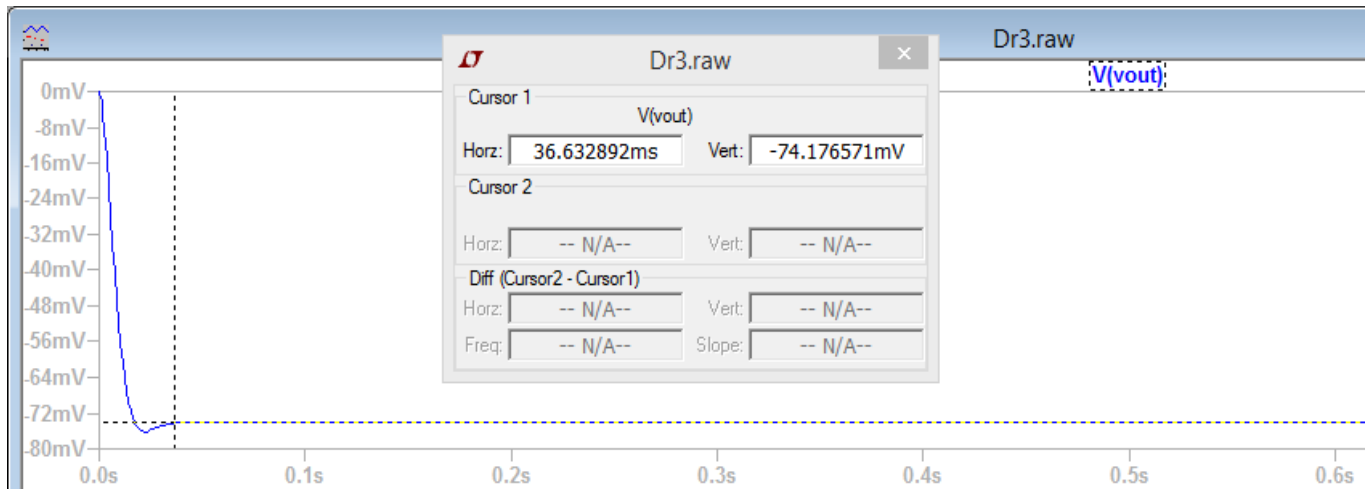 Dr3.raw
V(vout)
0mV
-8mV
-16mV
-24mV
-32mV
-40mV
-48mV
-56mV
-64mV
-72mV
-80mV
0.0s 0.1s 0.2s 0.3s 0.4s 0.5s 0.6s
Dr3.raw
Cursor 1
V(vout)
Horz: 36.632892ms Vert: -74.176571mV
Cursor 2
Horz: -- N/A-- Vert: -- N/A--
Diff (Cursor2 - Cursor1)
Horz: -- N/A-- Vert: -- N/A--
Freq: -- N/A-- Slope: -- N/A--